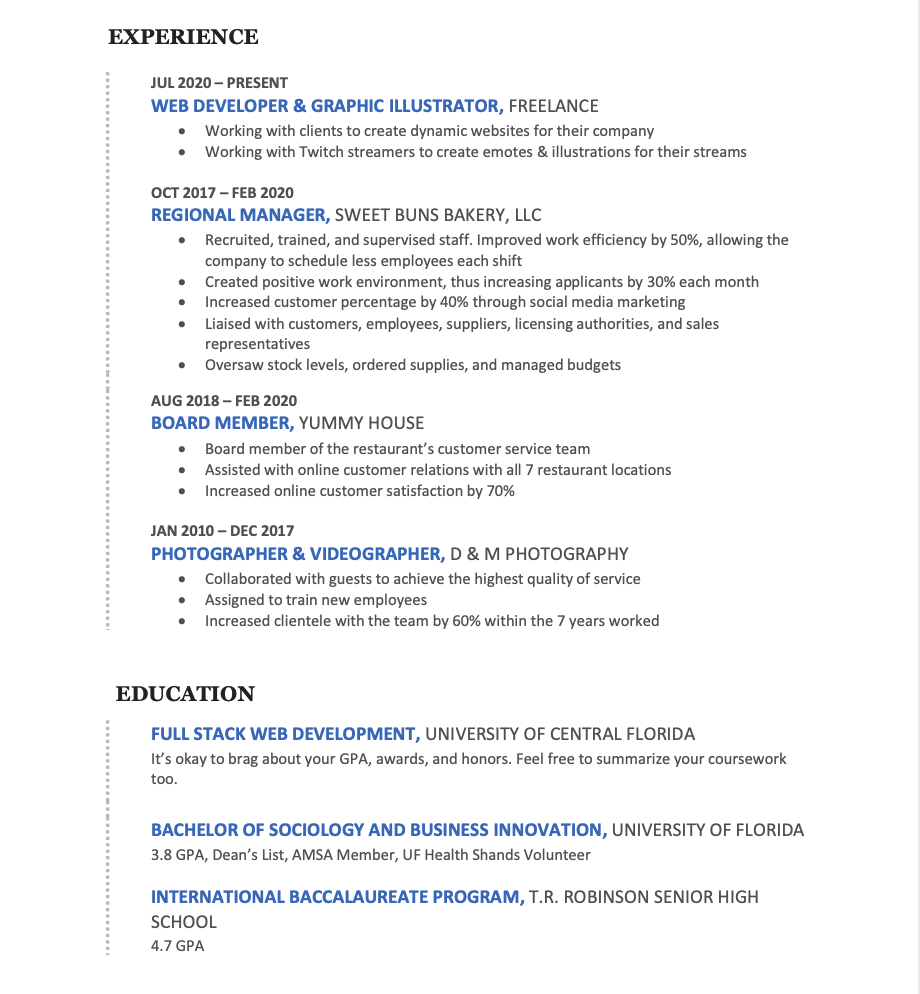 EXPERIENCE
JUL 2020 – PRESENT
WEB DEVELOPER & GRAPHIC ILLUSTRATOR, FREELANCE
• Working with clients to create dynamic websites for their company
• Working with Twitch streamers to create emotes & illustrations for their streams
OCT 2017 – FEB 2020
REGIONAL MANAGER, SWEET BUNS BAKERY, LLC
• Recruited, trained, and supervised staff. Improved work efficiency by 50%, allowing the
company to schedule less employees each shift
• Created positive work environment, thus increasing applicants by 30% each month
• Increased customer percentage by 40% through social media marketing
• Liaised with customers, employees, suppliers, licensing authorities, and sales
representatives
• Oversaw stock levels, ordered supplies, and managed budgets
AUG 2018 – FEB 2020
BOARD MEMBER, YUMMY HOUSE
• Board member of the restaurant’s customer service team
• Assisted with online customer relations with all 7 restaurant locations
• Increased online customer satisfaction by 70%
JAN 2010 – DEC 2017
PHOTOGRAPHER & VIDEOGRAPHER, D & M PHOTOGRAPHY
• Collaborated with guests to achieve the highest quality of service
• Assigned to train new employees
• Increased clientele with the team by 60% within the 7 years worked
EDUCATION
FULL STACK WEB DEVELOPMENT, UNIVERSITY OF CENTRAL FLORIDA
It’s okay to brag about your GPA, awards, and honors. Feel free to summarize your coursework
too.
BACHELOR OF SOCIOLOGY AND BUSINESS INNOVATION, UNIVERSITY OF FLORIDA
3.8 GPA, Dean’s List, AMSA Member, UF Health Shands Volunteer
INTERNATIONAL BACCALAUREATE PROGRAM, T.R. ROBINSON SENIOR HIGH
SCHOOL
4.7 GPA